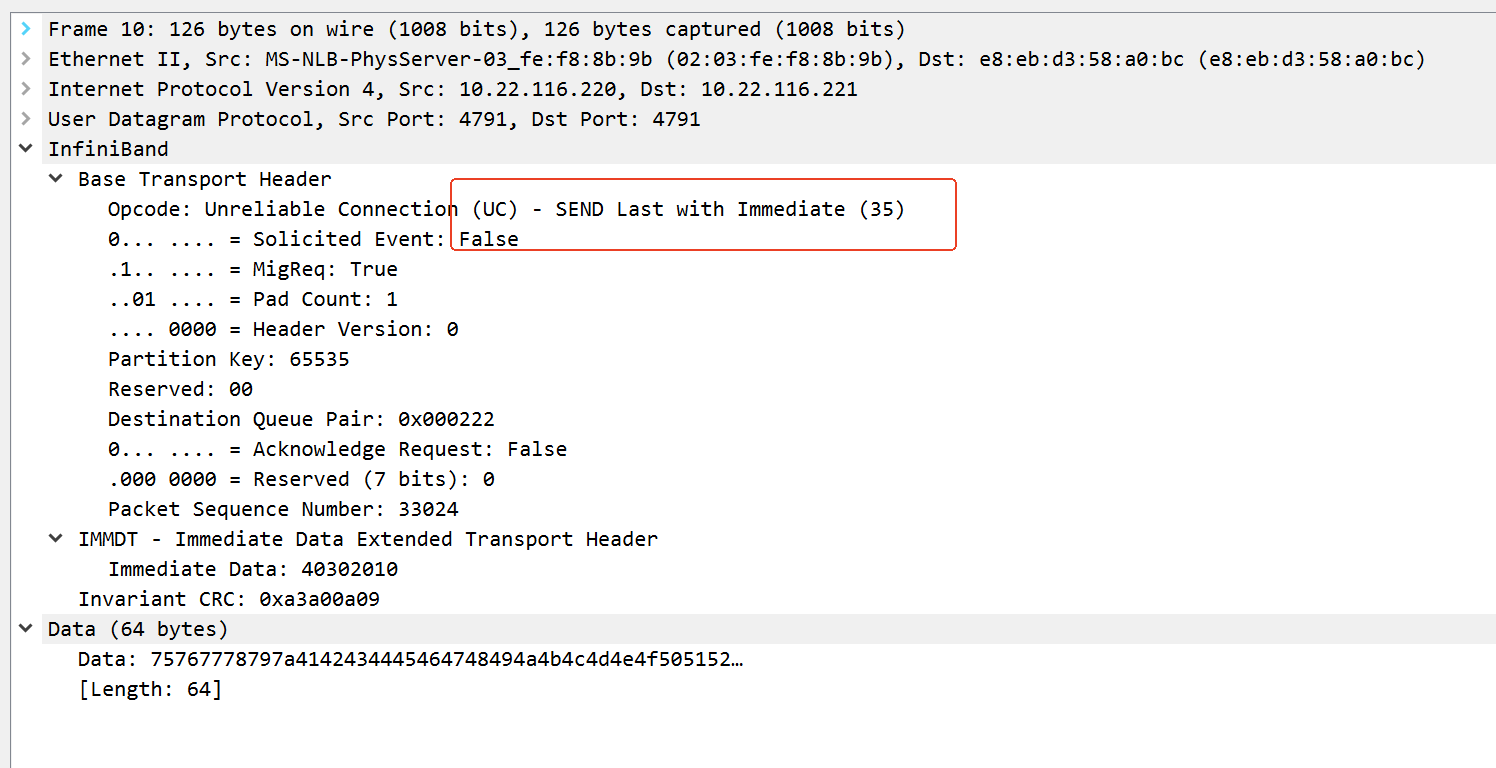 Frame 10: 126 bytes on wire (1008 bits), 126 bytes captured (1008 bits)
Ethernet II, Src: MS-NLB-PhysServer-03_fe:f8:8b:9b (02:03:fe:f8:8b:9b), Dst: e8:eb:d3:58:a0:bc (e8:eb:d3:58:a0:bc)
Internet Protocol Version 4, Src: 10.22.116.220, Dst: 10.22.116.221
User Datagram Protocol, Src Port: 4791, Dst Port: 4791
InfiniBand
Base Transport Header
Opcode: Unreliable Connection (UC) - SEND Last with Immediate (35)
0... .... = Solicited Event: False
.1.. .... = MigReq: True
..01 .... = Pad Count: 1
.... 0000 = Header Version: 0
Partition Key: 65535
Reserved: 00
Destination Queue Pair: 0x000222
0... .... = Acknowledge Request: False
.000 0000 = Reserved (7 bits): 0
Packet Sequence Number: 33024
IMMDT - Immediate Data Extended Transport Header
Immediate Data: 40302010
Invariant CRC: 0xa3a00a09
Data (64 bytes)
Data: 75767778797a4142434445464748494a4b4c4d4e4f505152…
[Length: 64]